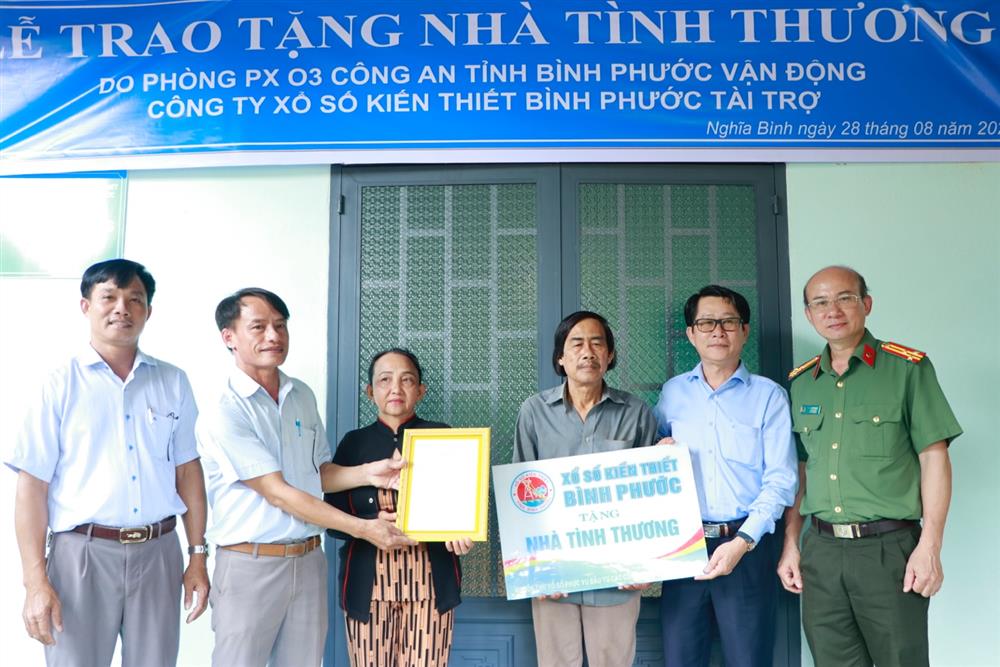 LỄ TRAO TẶNG NHÀ TÌNH THƯƠNG
DO PHÒNG PX O3 CÔNG AN TỈNH BÌNH PHƯỚC VẬN ĐỘNG
CÔNG TY XỔ SỐ KIẾN THIẾT BÌNH PHƯỚC TÀI TRỢ
Nghĩa Bình ngày 28 tháng 08 năm
XỔ SỐ KIẾN THIẾT
BÌNH PHƯỚC
TẶNG
NHÀ TÌNH THƯƠNG